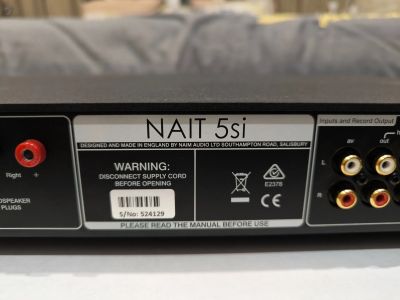 NAIT 5si
DESIGNED AND MADE IN ENGLAND BY NAIM AUDIO LTD SOUTHAMPTON ROAD, SALISBURY
Inputs and Record Output
av
out
Right +
WARNING:
DISCONNECT SUPPLY CORD
BEFORE OPENING
E2378
L
R
S/No: 524129
PLUGS
PLEASE READ THE MANUAL BEFORE USE